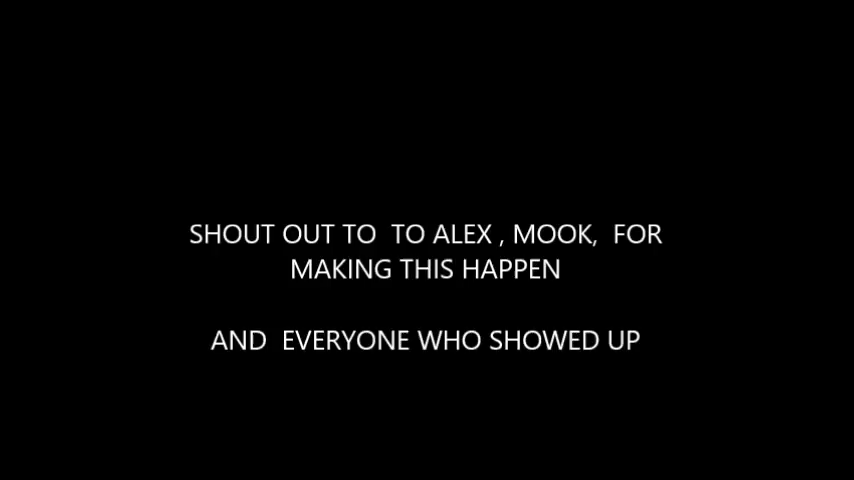 SHOUT OUT TO  TO ALEX , MOOK,  FOR
MAKING THIS HAPPEN
AND  EVERYONE WHO SHOWED UP